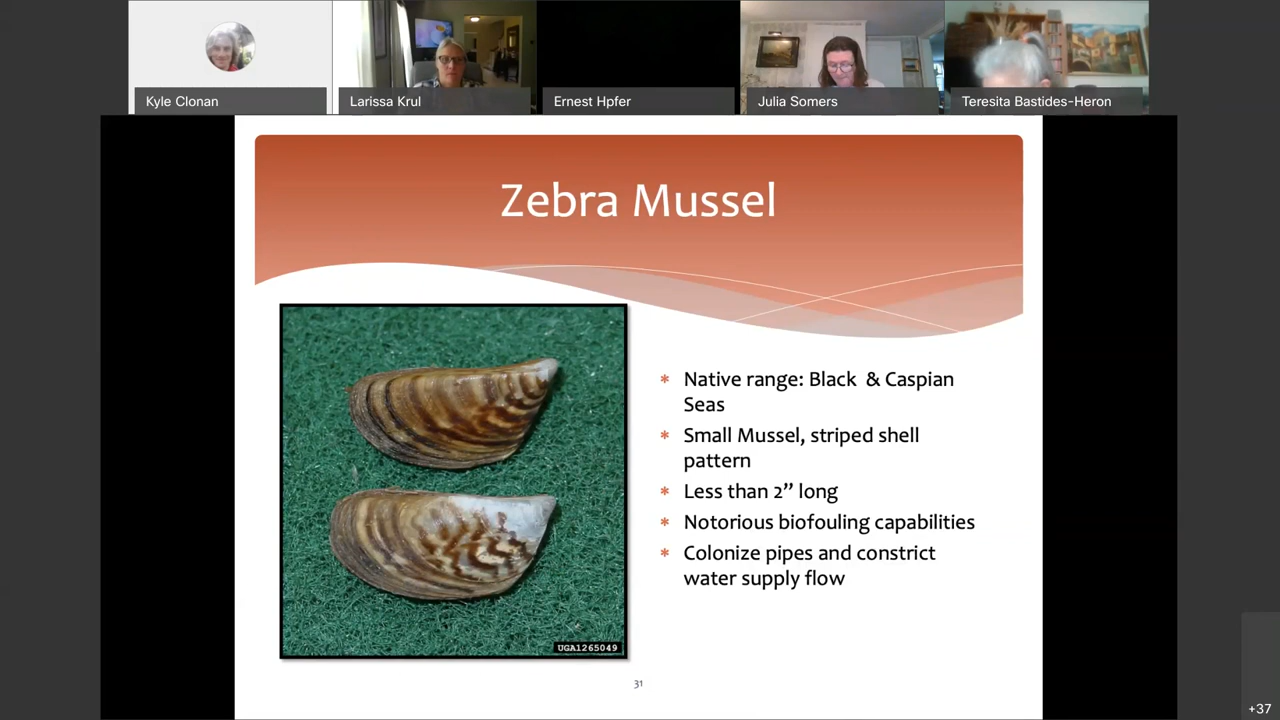 Kyle Clonan
Larissa Krul
Ernest Hpfer
Julia Somers
Teresita Bastides-Heron
Zebra Mussel
* Native range: Black & Caspian
Seas
* Small Mussel, striped shell
pattern
* Less than 2” long
* Notorious biofouling capabilities
* Colonize pipes and constrict
water supply flow
UGA1265049
31
+37